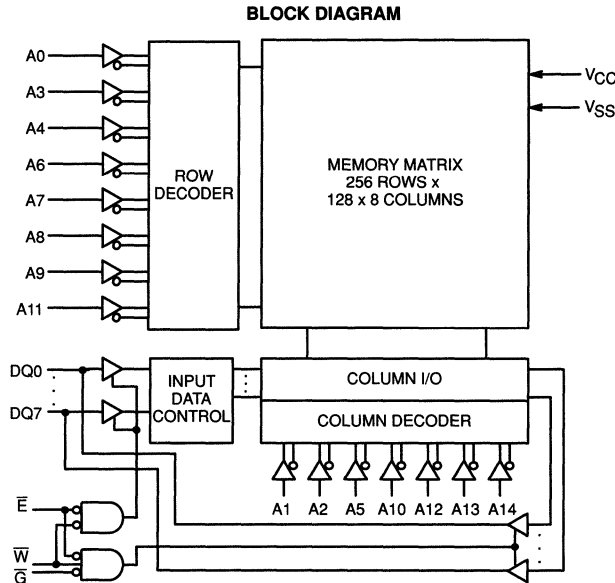 BLOCK DIAGRAM
A0
A3
A4
A6
A7
A8
A9
A11
ROW
DECODER
MEMORY MATRIX
256 ROWS x
128 x 8 COLUMNS
VCC
VSS
DQ0
DQ7
INPUT
DATA
CONTROL
COLUMN I/O
COLUMN DECODER
A1 A2 A5 A10 A12 A13 A14
E̅
W̅
G̅